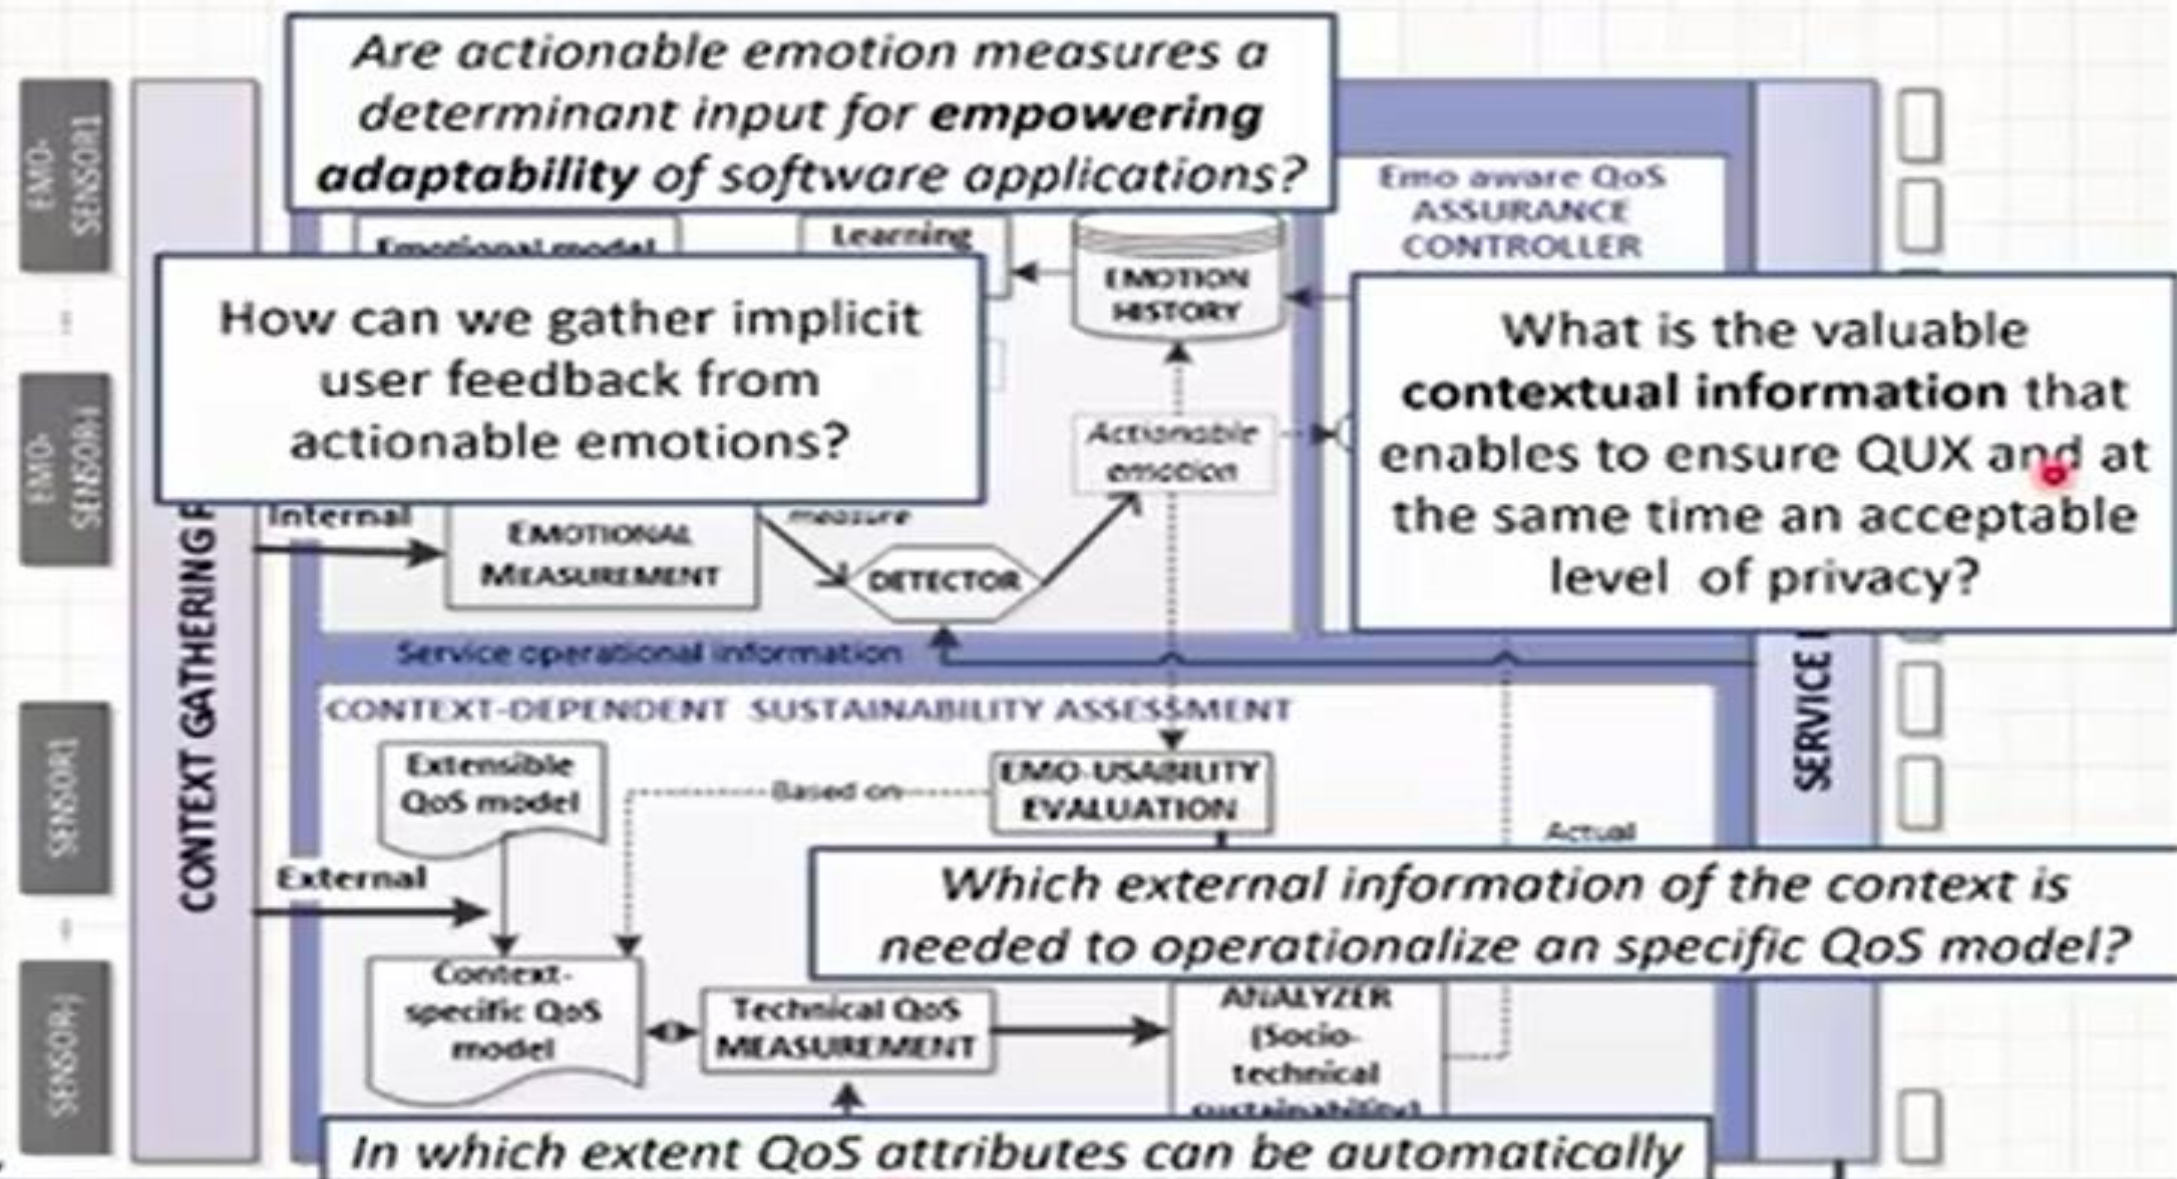 Are actionable emotion measures a
determinant input for empowering
adaptability of software applications?
EMO-
SENSOR1
Emo aware QoS
ASSURANCE
CONTROLLER
Emotional model
Learning
EMOTION
HISTORY
How can we gather implicit
user feedback from
actionable emotions?
What is the valuable
contextual information that
enables to ensure QUX and at
the same time an acceptable
level of privacy?
EMO-
Actionable
emotion
Internal
measure
EMOTIONAL
MEASUREMENT
DETECTOR
CONTEXT GATHERING
SERVICE
Service operational information
CONTEXT-DEPENDENT SUSTAINABILITY ASSESSMENT
SENSOR1
Extensible
QoS model
Based on
EMO-USABILITY
EVALUATION
Actual
External
Which external information of the context is
needed to operationalize an specific QoS model?
Context-
specific QoS
model
Technical QoS
MEASUREMENT
ANALYZER
(Socio-
technical
sustainability)
In which extent QoS attributes can be automatically